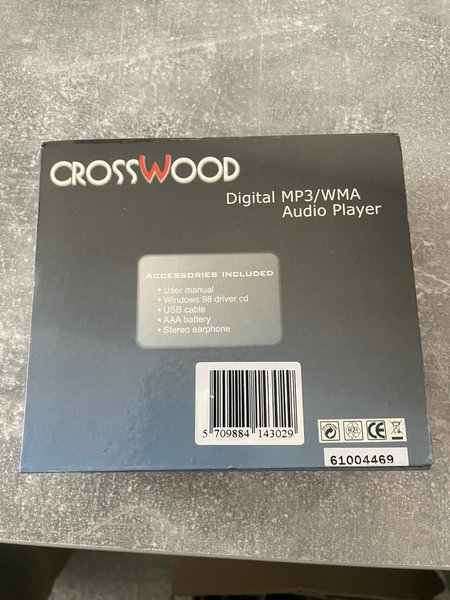 CROSSWOOD
Digital MP3/WMA
Audio Player
ACCESSORIES INCLUDED
• User manual
• Windows 98 driver cd
• USB cable
• AAA battery
• Stereo earphone
5 709884 143029
CE
61004469